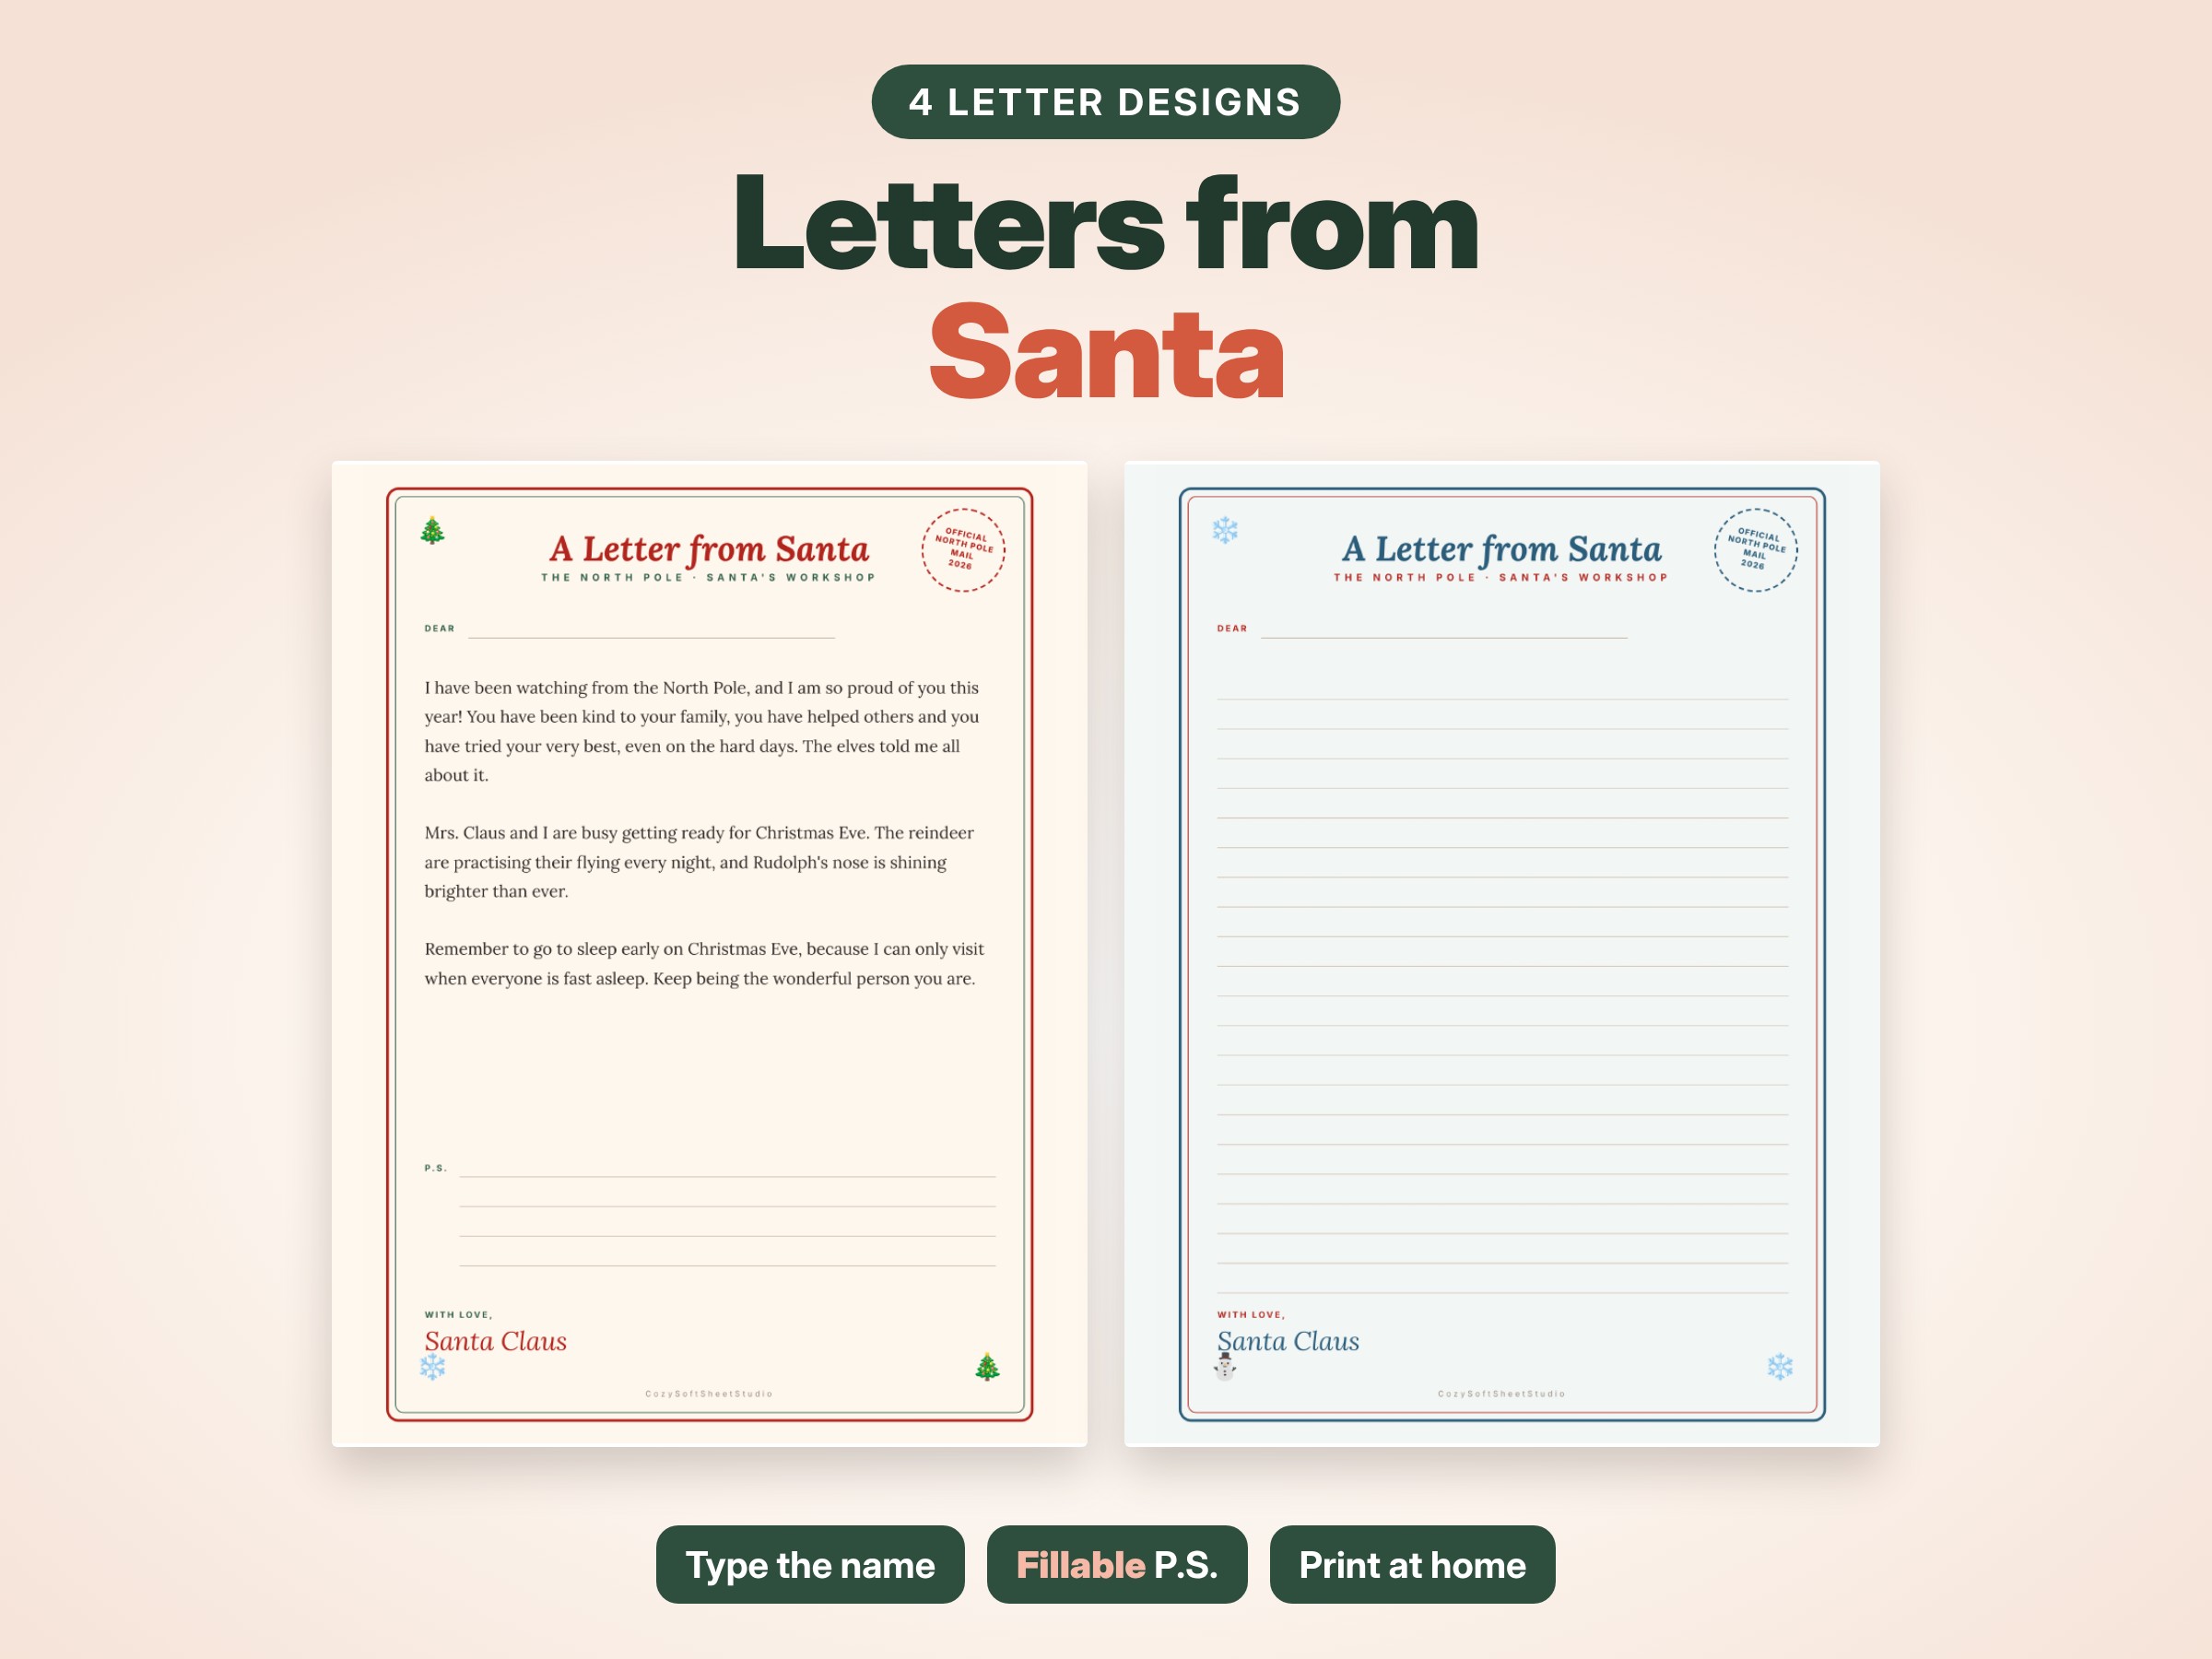 4 LETTER DESIGNS
Letters from
Santa
A Letter from Santa
THE NORTH POLE · SANTA'S WORKSHOP
OFFICIAL
NORTH POLE
MAIL
2026
DEAR
I have been watching from the North Pole, and I am so proud of you this
year! You have been kind to your family, you have helped others and you
have tried your very best, even on the hard days. The elves told me all
about it.
Mrs. Claus and I are busy getting ready for Christmas Eve. The reindeer
are practising their flying every night, and Rudolph's nose is shining
brighter than ever.
Remember to go to sleep early on Christmas Eve, because I can only visit
when everyone is fast asleep. Keep being the wonderful person you are.
P.S.
WITH LOVE,
Santa Claus
CozySoftSheetStudio
A Letter from Santa
THE NORTH POLE · SANTA'S WORKSHOP
OFFICIAL
NORTH POLE
MAIL
2026
DEAR
WITH LOVE,
Santa Claus
CozySoftSheetStudio
Type the name
Fillable P.S.
Print at home